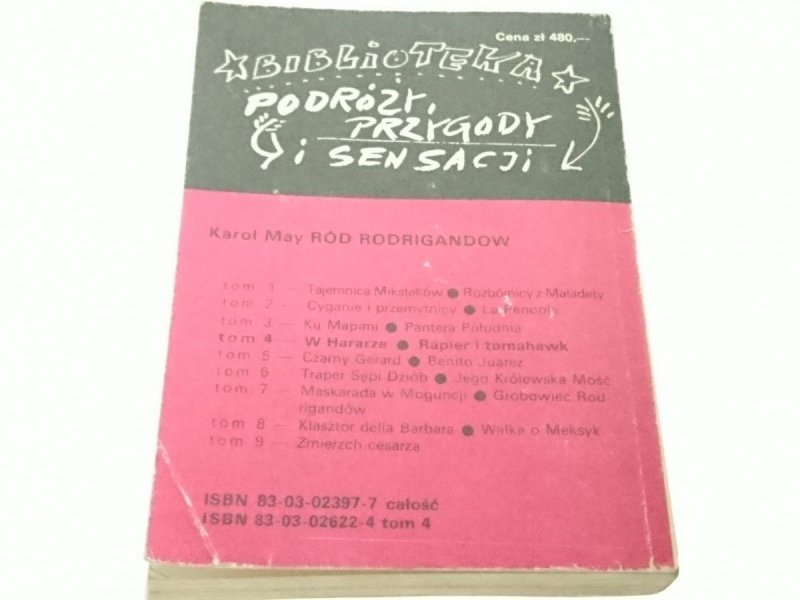 Cena zł 480.—
BIBLIOTEKA
PODRÓŻY,
PRZYGODY
i SENSACJI
Karol May RÓD RODRIGANDÓW
tom 1 — Tajemnica Miksteków ● Rozbójnicy z Maladety
tom 2 — Cyganie i przemytnicy ● La Pendola
tom 3 — Ku Mapimi ● Pantera Południa
tom 4 — W Hararze ● Rapier i tomahawk
tom 5 — Czarny Gerard ● Benito Juarez
tom 6 — Traper Sępi Dziób ● Jego Królewska Mość
tom 7 — Maskarada w Moguncji ● Grobowiec Rod
rigandów
tom 8 — Klasztor della Barbara ● Walka o Meksyk
tom 9 — Zmierzch cesarza
ISBN 83-03-02397-7 całość
ISBN 83-03-02622-4 tom 4